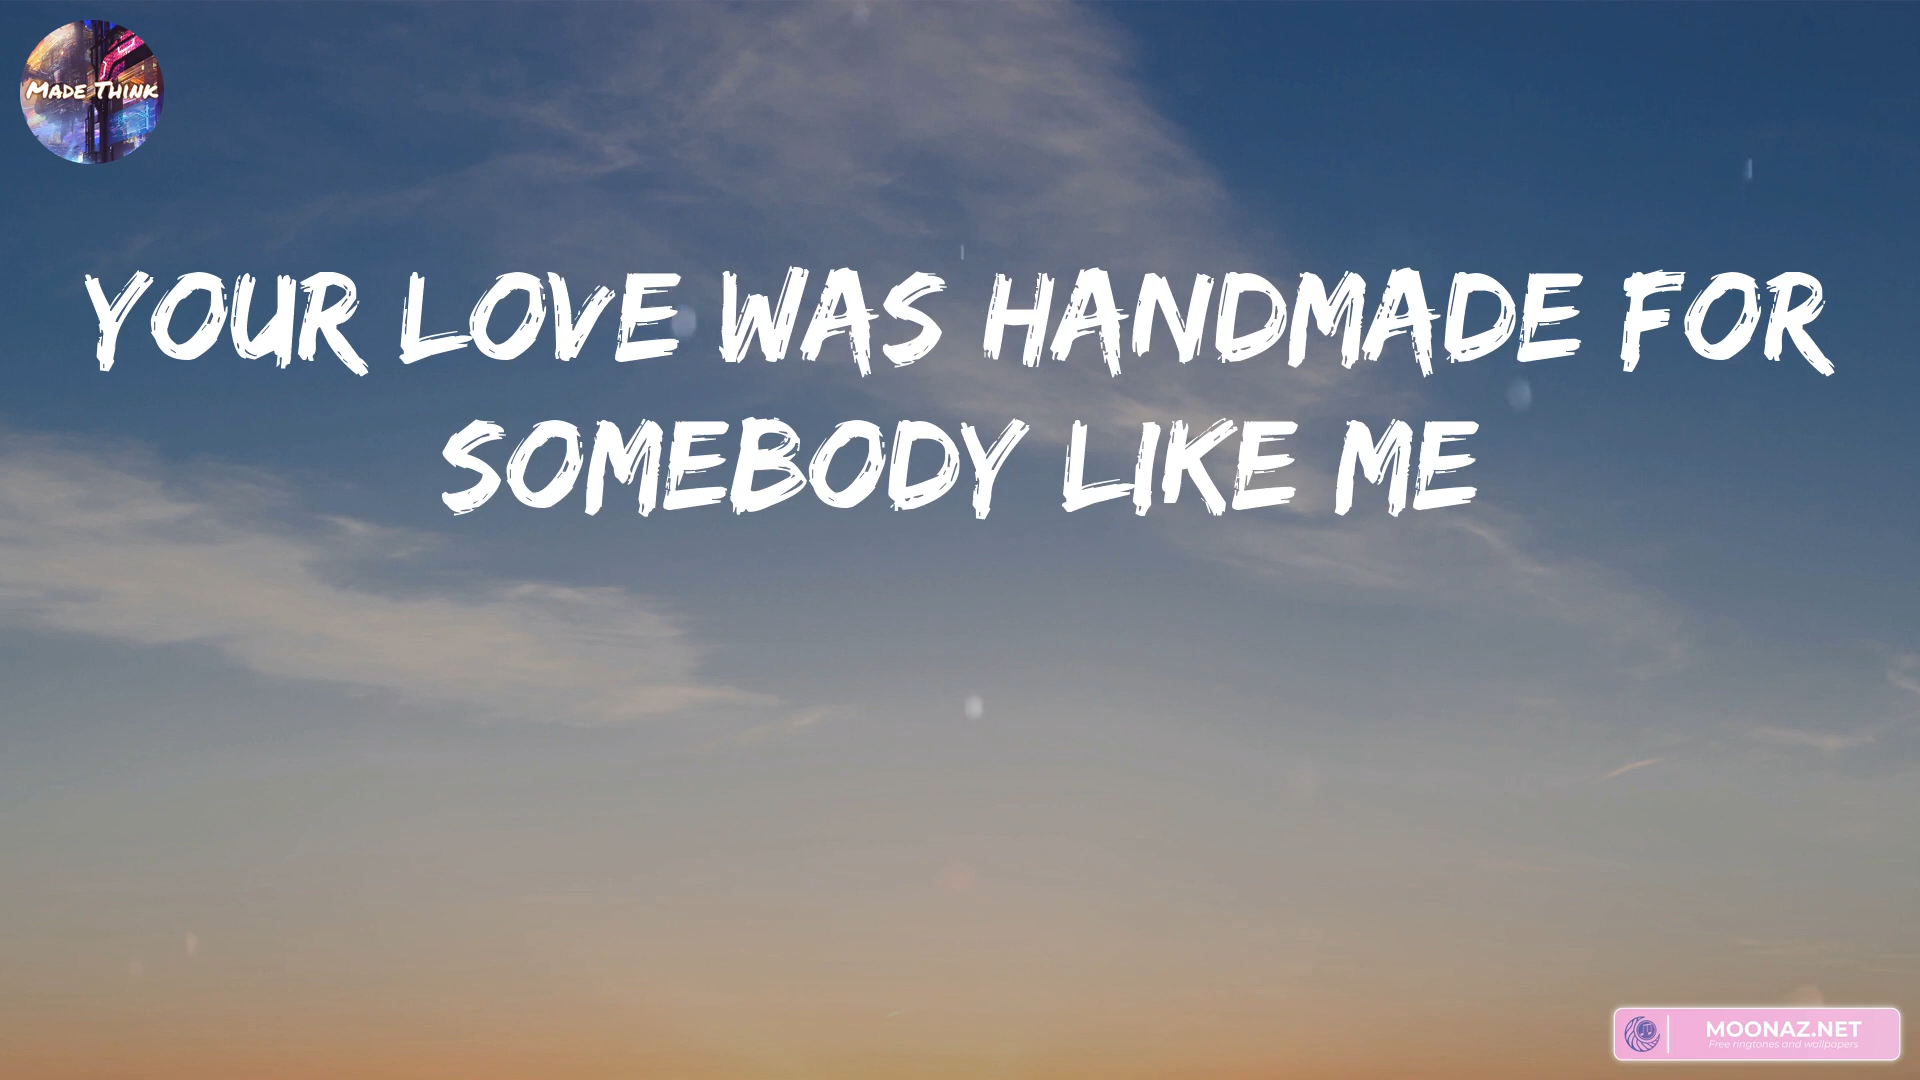 Made Think
YOUR LOVE WAS HANDMADE FOR
SOMEBODY LIKE ME
MOONAZ.NET
Free ringtones and wallpapers